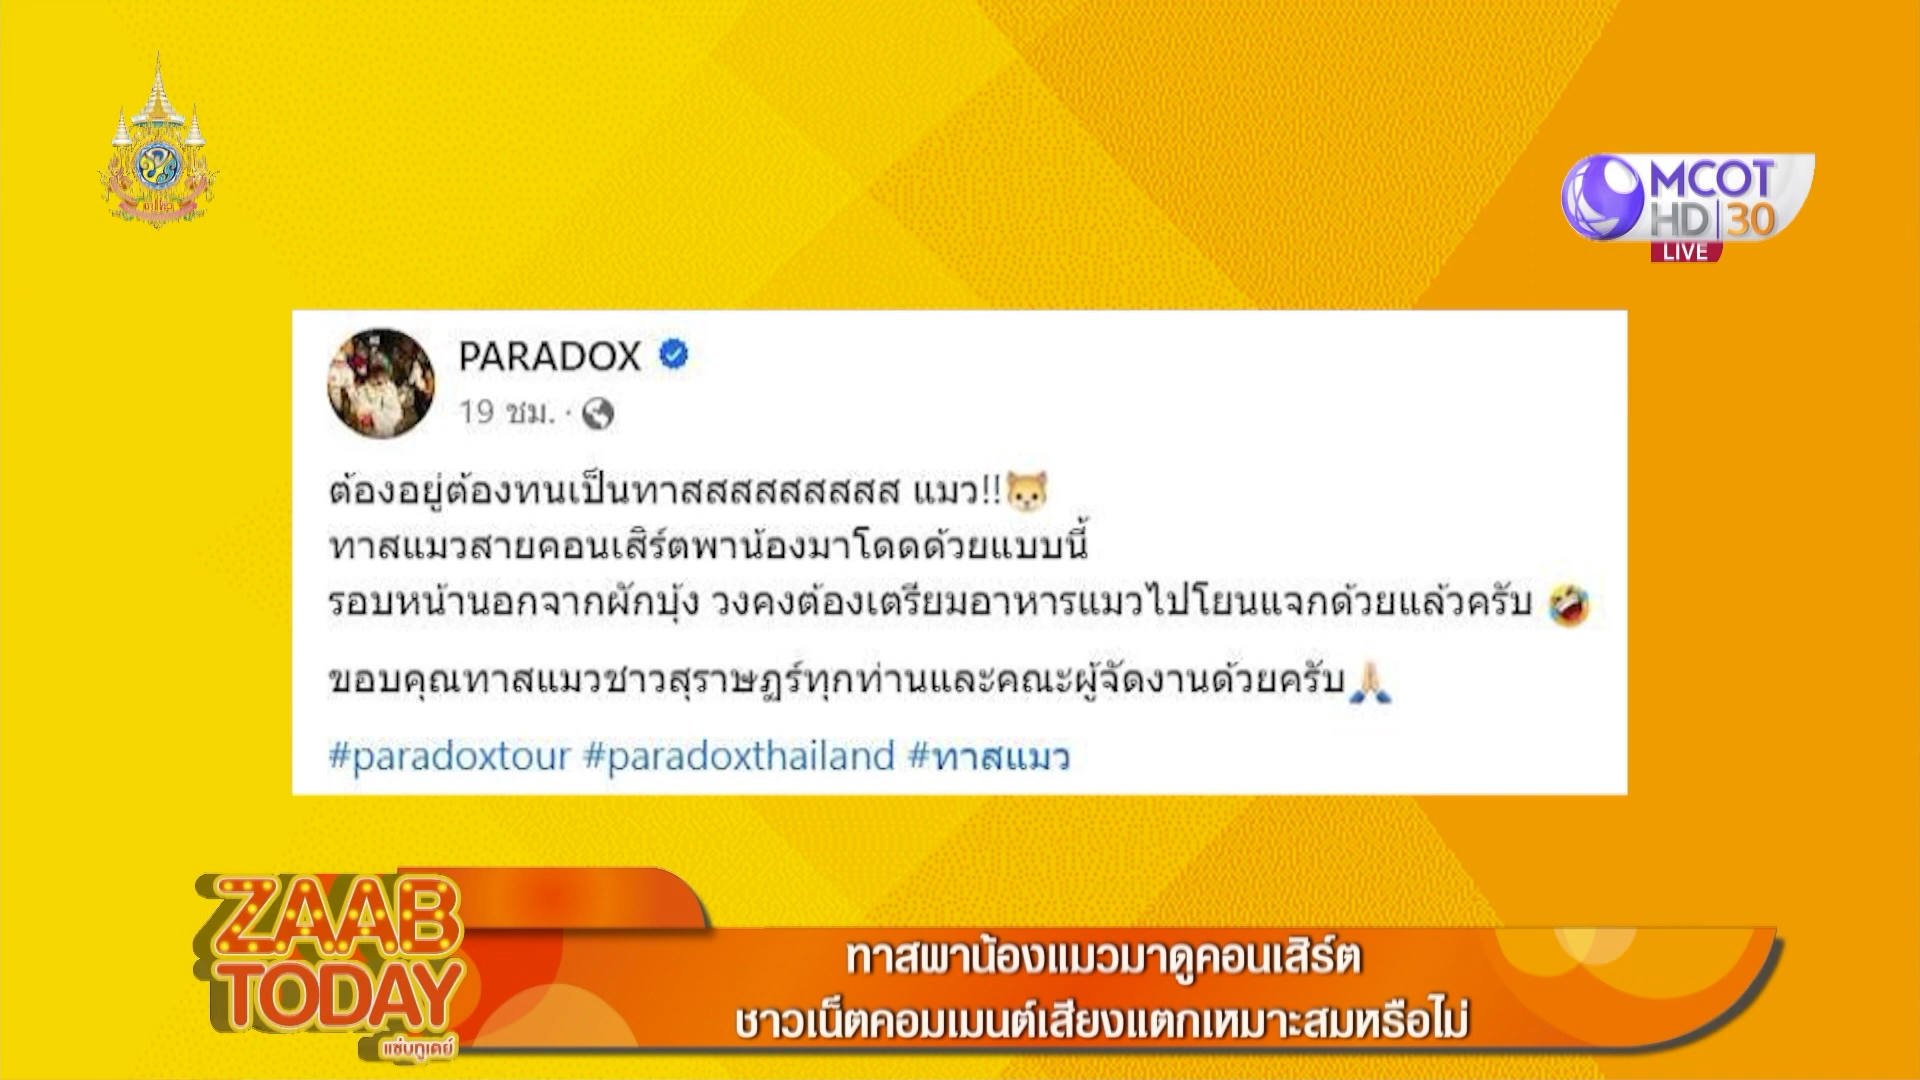 MCOT
HD 30
LIVE
PARADOX
19 ชม.
ต้องอยู่ต้องทนเป็นทาสสสสสสสสส แมว!!🐱
ทาสแมวสายคอนเสิร์ตพาน้องมาโดดด้วยแบบนี้
รอบหน้านอกจากผักบุ้ง วงคงต้องเตรียมอาหารแมวไปโยนแจกด้วยแล้วครับ 🤣
ขอบคุณทาสแมวชาวสุราษฎร์ทุกท่านและคณะผู้จัดงานด้วยครับ🙏🏻
#paradoxtour #paradoxthailand #ทาสแมว
ZAAB
TODAY
แซ่บทูเดย์
ทาสพาน้องแมวมาดูคอนเสิร์ต
ชาวเน็ตคอมเมนต์เสียงแตกเหมาะสมหรือไม่